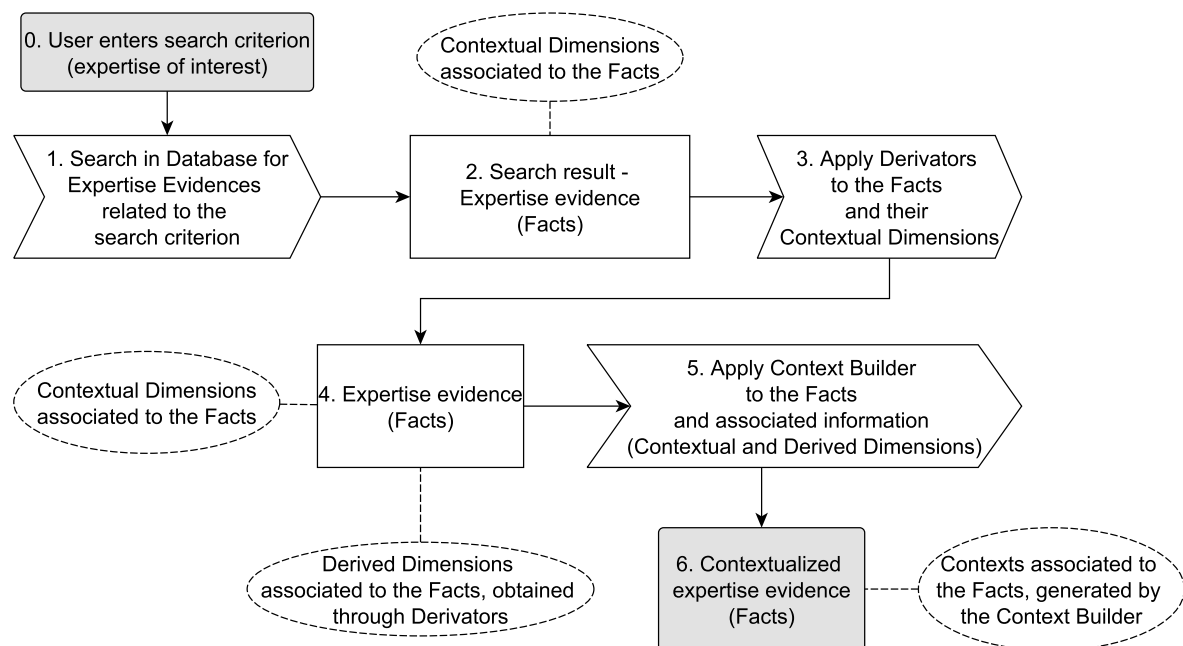 0. User enters search criterion
(expertise of interest)
Contextual Dimensions
associated to the Facts
1. Search in Database for
Expertise Evidences
related to the
search criterion
2. Search result -
Expertise evidence
(Facts)
3. Apply Derivators
to the Facts
and their
Contextual Dimensions
Contextual Dimensions
associated to the Facts
4. Expertise evidence
(Facts)
5. Apply Context Builder
to the Facts
and associated information
(Contextual and Derived Dimensions)
Derived Dimensions
associated to the Facts, obtained
through Derivators
6. Contextualized
expertise evidence
(Facts)
Contexts associated to
the Facts, generated by
the Context Builder